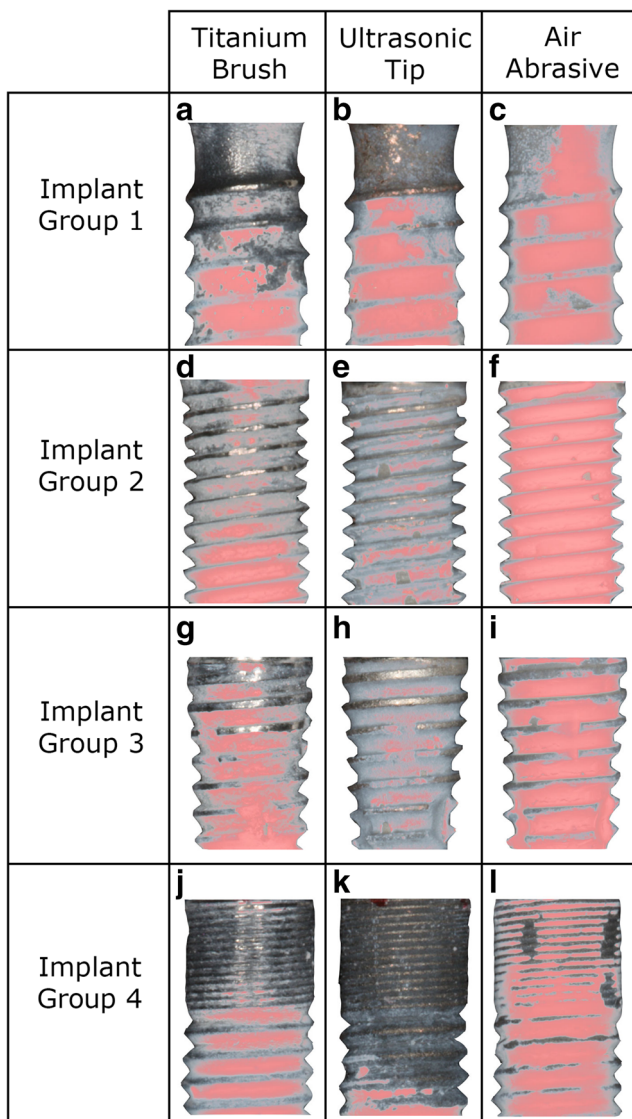 Titanium
Brush
Ultrasonic
Tip
Air
Abrasive
Implant
Group 1
a
b
c
Implant
Group 2
d
e
f
Implant
Group 3
g
h
i
Implant
Group 4
j
k
l